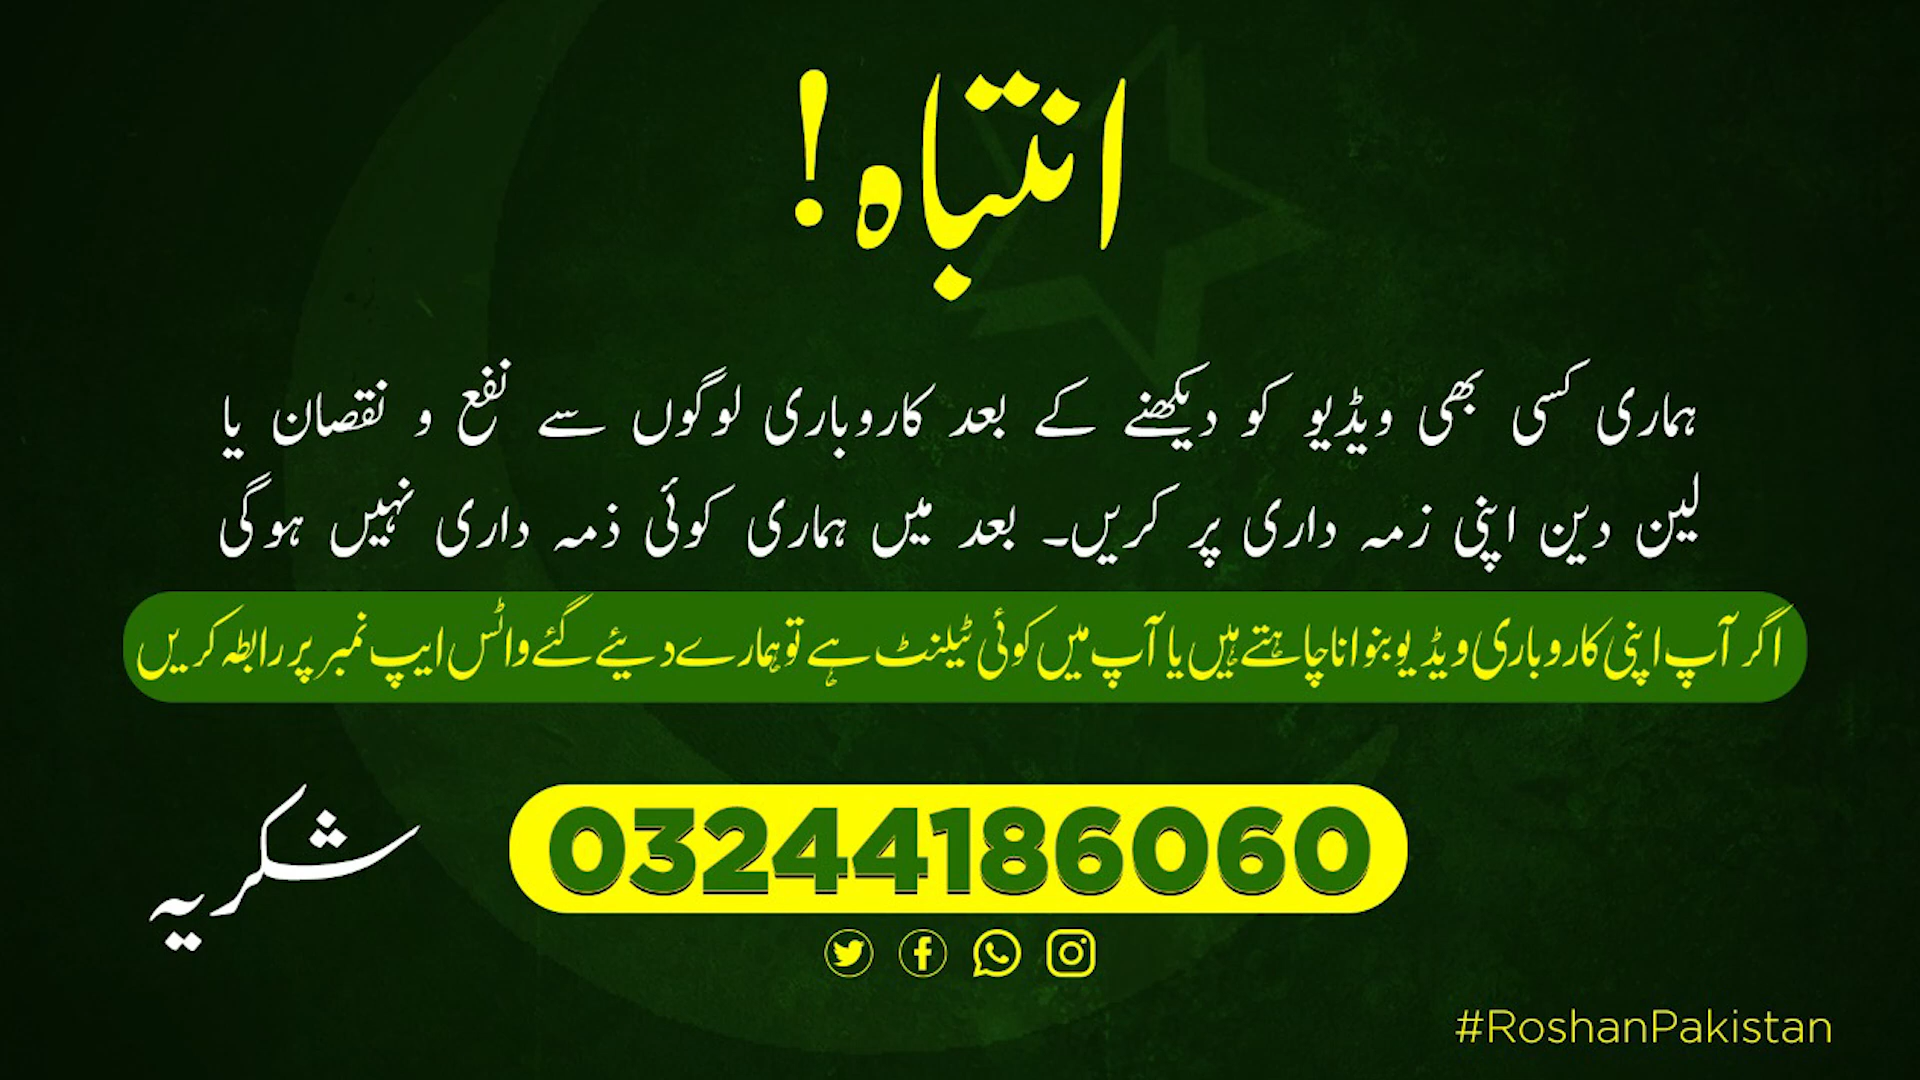 انتباہ!
ہماری کسی بھی ویڈیو کو دیکھنے کے بعد کاروباری لوگوں سے نفع و نقصان یا
لین دین اپنی زمہ داری پر کریں۔ بعد میں ہماری کوئی ذمہ داری نہیں ہوگی
اگر آپ اپنی کاروباری ویڈیو بنوانا چاہتے ہیں یا آپ میں کوئی ٹیلنٹ ہے تو ہمارے دیئے گئے واٹس ایپ نمبر پر رابطہ کریں
03244186060
شکریہ
#RoshanPakistan